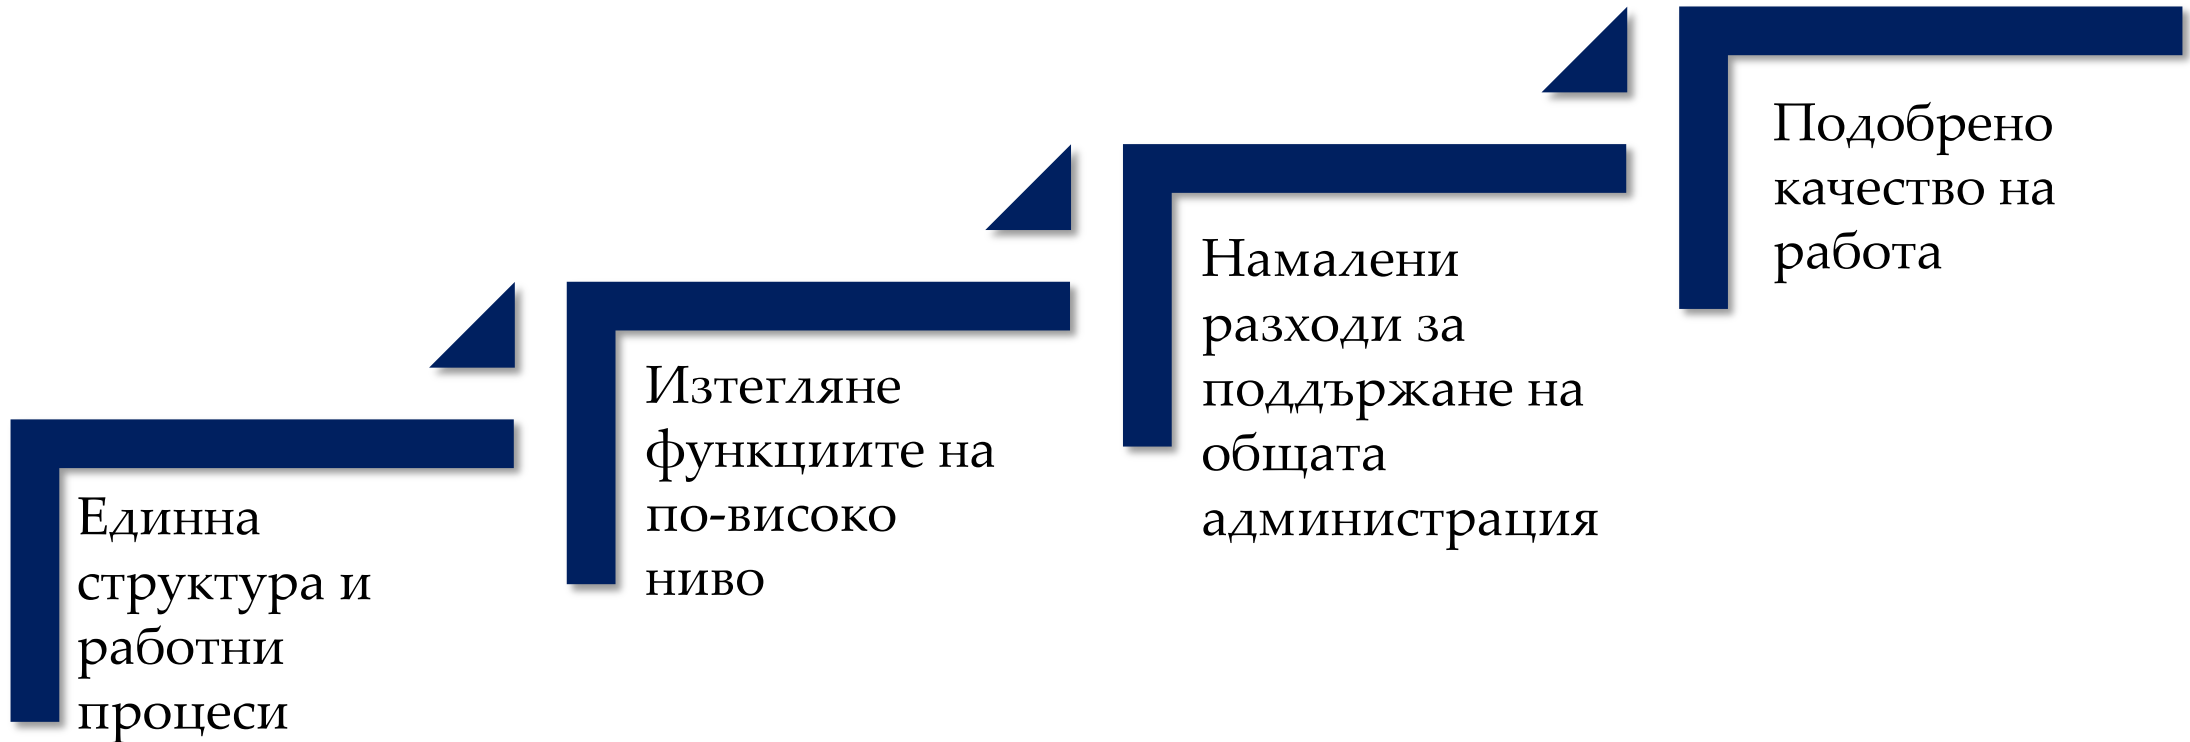 Единна
структура и
работни
процеси
Изтегляне
функциите на
по-високо
ниво
Намалени
разходи за
поддържане на
общата
администрация
Подобрено
качество на
работа